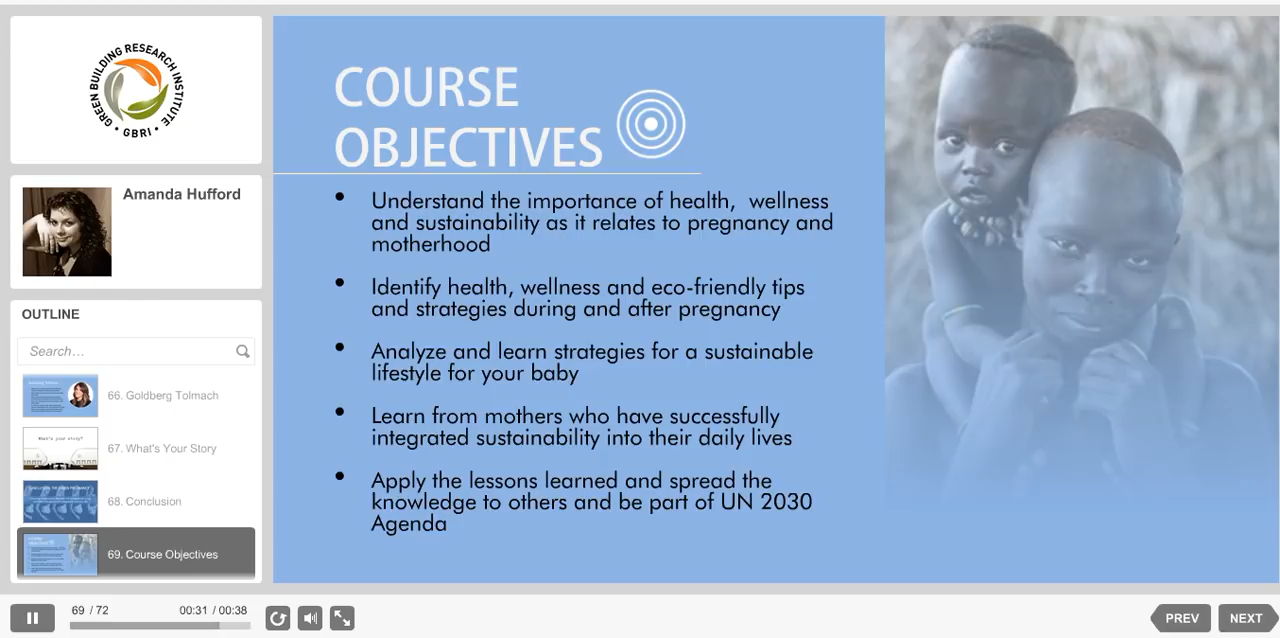 GREEN BUILDING RESEARCH INSTITUTE
• GBRI •
Amanda Hufford
OUTLINE
Search...
66. Goldberg Tolmach
What's your story?
67. What's Your Story
68. Conclusion
69. Course Objectives
COURSE
OBJECTIVES
• Understand the importance of health, wellness
and sustainability as it relates to pregnancy and
motherhood
• Identify health, wellness and eco-friendly tips
and strategies during and after pregnancy
• Analyze and learn strategies for a sustainable
lifestyle for your baby
• Learn from mothers who have successfully
integrated sustainability into their daily lives
• Apply the lessons learned and spread the
knowledge to others and be part of UN 2030
Agenda
69 / 72
00:31 / 00:38
PREV
NEXT